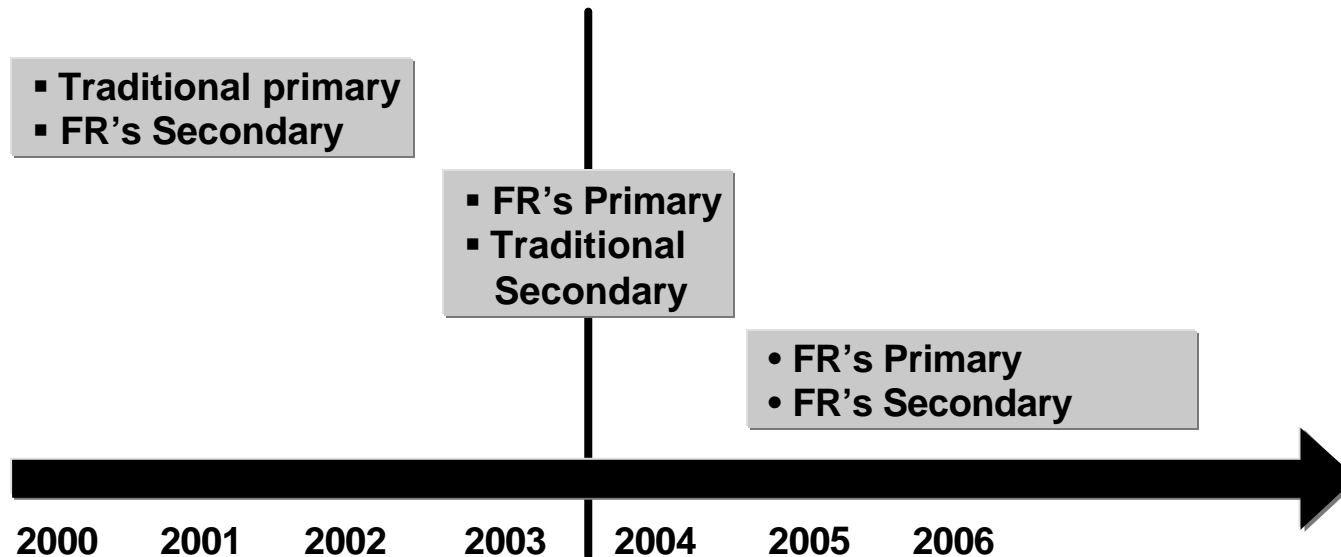 ▪ Traditional primary
▪ FR’s Secondary
▪ FR’s Primary
▪ Traditional
Secondary
• FR’s Primary
• FR’s Secondary
2000 2001 2002 2003 2004 2005 2006